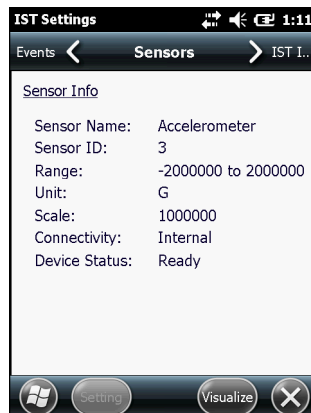 IST Settings 1:11
Events Sensors IST I..
Sensor Info
Sensor Name: Accelerometer
Sensor ID: 3
Range: -2000000 to 2000000
Unit: G
Scale: 1000000
Connectivity: Internal
Device Status: Ready
Setting Visualize